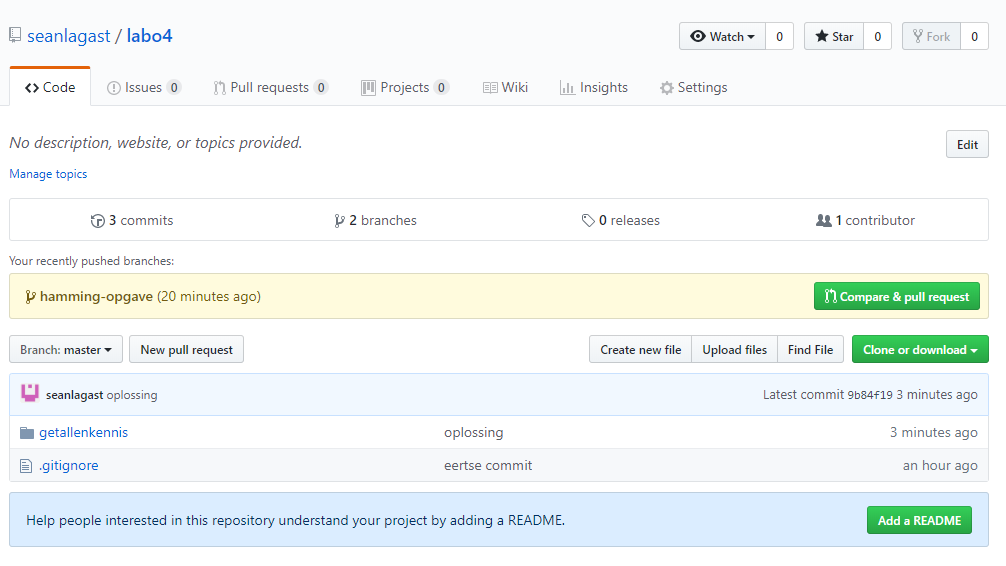 seanlagast / labo4 Watch 0 Star 0 Fork 0
Code Issues 0 Pull requests 0 Projects 0 Wiki Insights Settings
No description, website, or topics provided. Edit
Manage topics
3 commits 2 branches 0 releases 1 contributor
Your recently pushed branches:
hamming-opgave (20 minutes ago) Compare & pull request
Branch: master New pull request Create new file Upload files Find File Clone or download
seanlagast oplossing Latest commit 9b84f19 3 minutes ago
getallenkennis oplossing 3 minutes ago
.gitignore eertse commit an hour ago
Help people interested in this repository understand your project by adding a README. Add a README